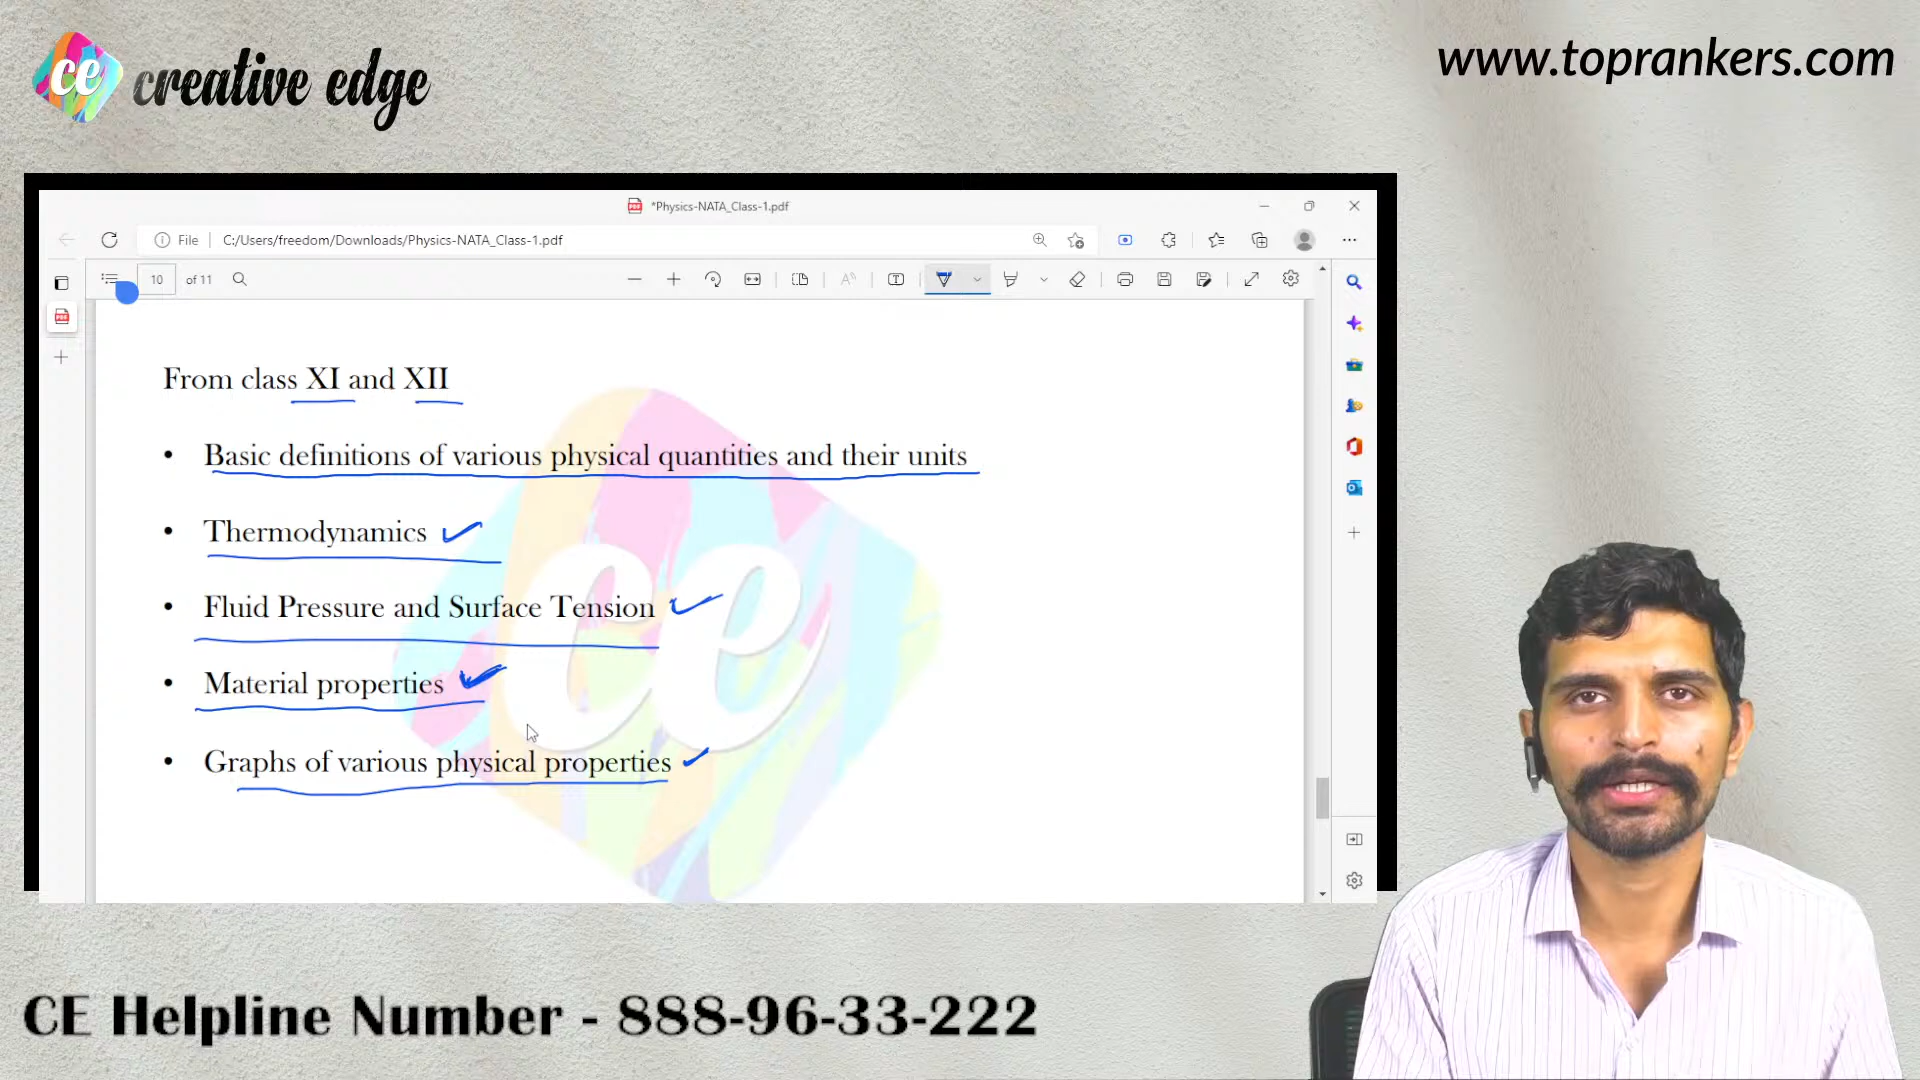 ce creative edge
www.toprankers.com
*Physics-NATA_Class-1.pdf
File C:/Users/freedom/Downloads/Physics-NATA_Class-1.pdf
10 of 11
From class XI and XII
• Basic definitions of various physical quantities and their units
• Thermodynamics
• Fluid Pressure and Surface Tension
• Material properties
• Graphs of various physical properties
ce
CE Helpline Number - 888-96-33-222